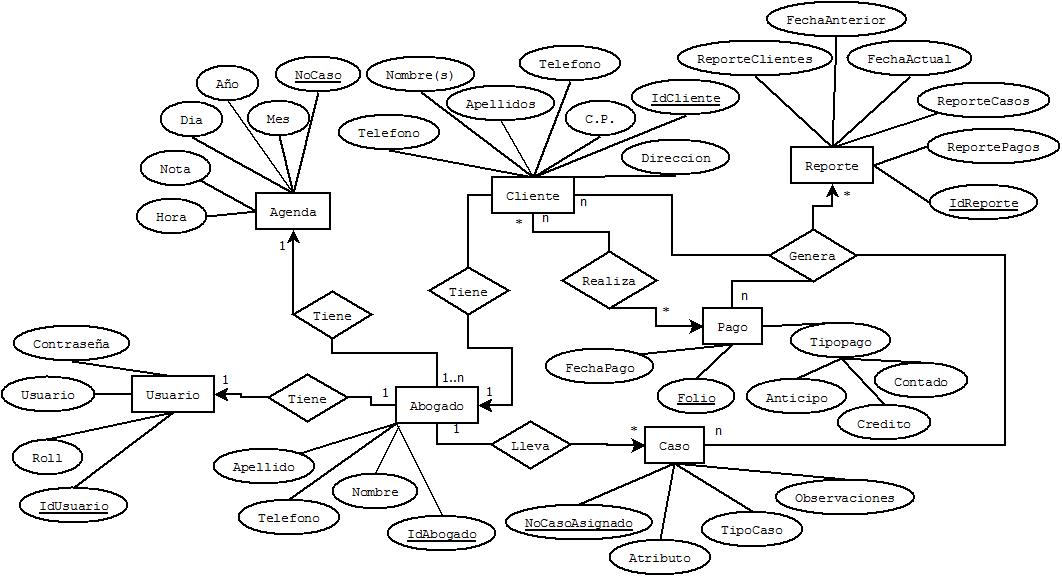 FechaAnterior
ReporteClientes
FechaActual
Nombre(s)
Telefono
Año
NoCaso
Apellidos
IdCliente
ReporteCasos
Dia
Mes
Telefono
C.P.
ReportePagos
Direccion
Nota
Cliente
Reporte
Agenda
Hora
IdReporte
n
*
n
*
1
Genera
Realiza
Tiene
Tiene
n
*
Pago
Tipopago
Contraseña
FechaPago
Contado
Folio
Anticipo
Credito
Usuario
Usuario
1
Tiene
1
1..n
Abogado
1
1
Lleva
*
Caso
n
Roll
Apellido
Nombre
IdUsuario
Telefono
IdAbogado
Observaciones
NoCasoAsignado
TipoCaso
Atributo